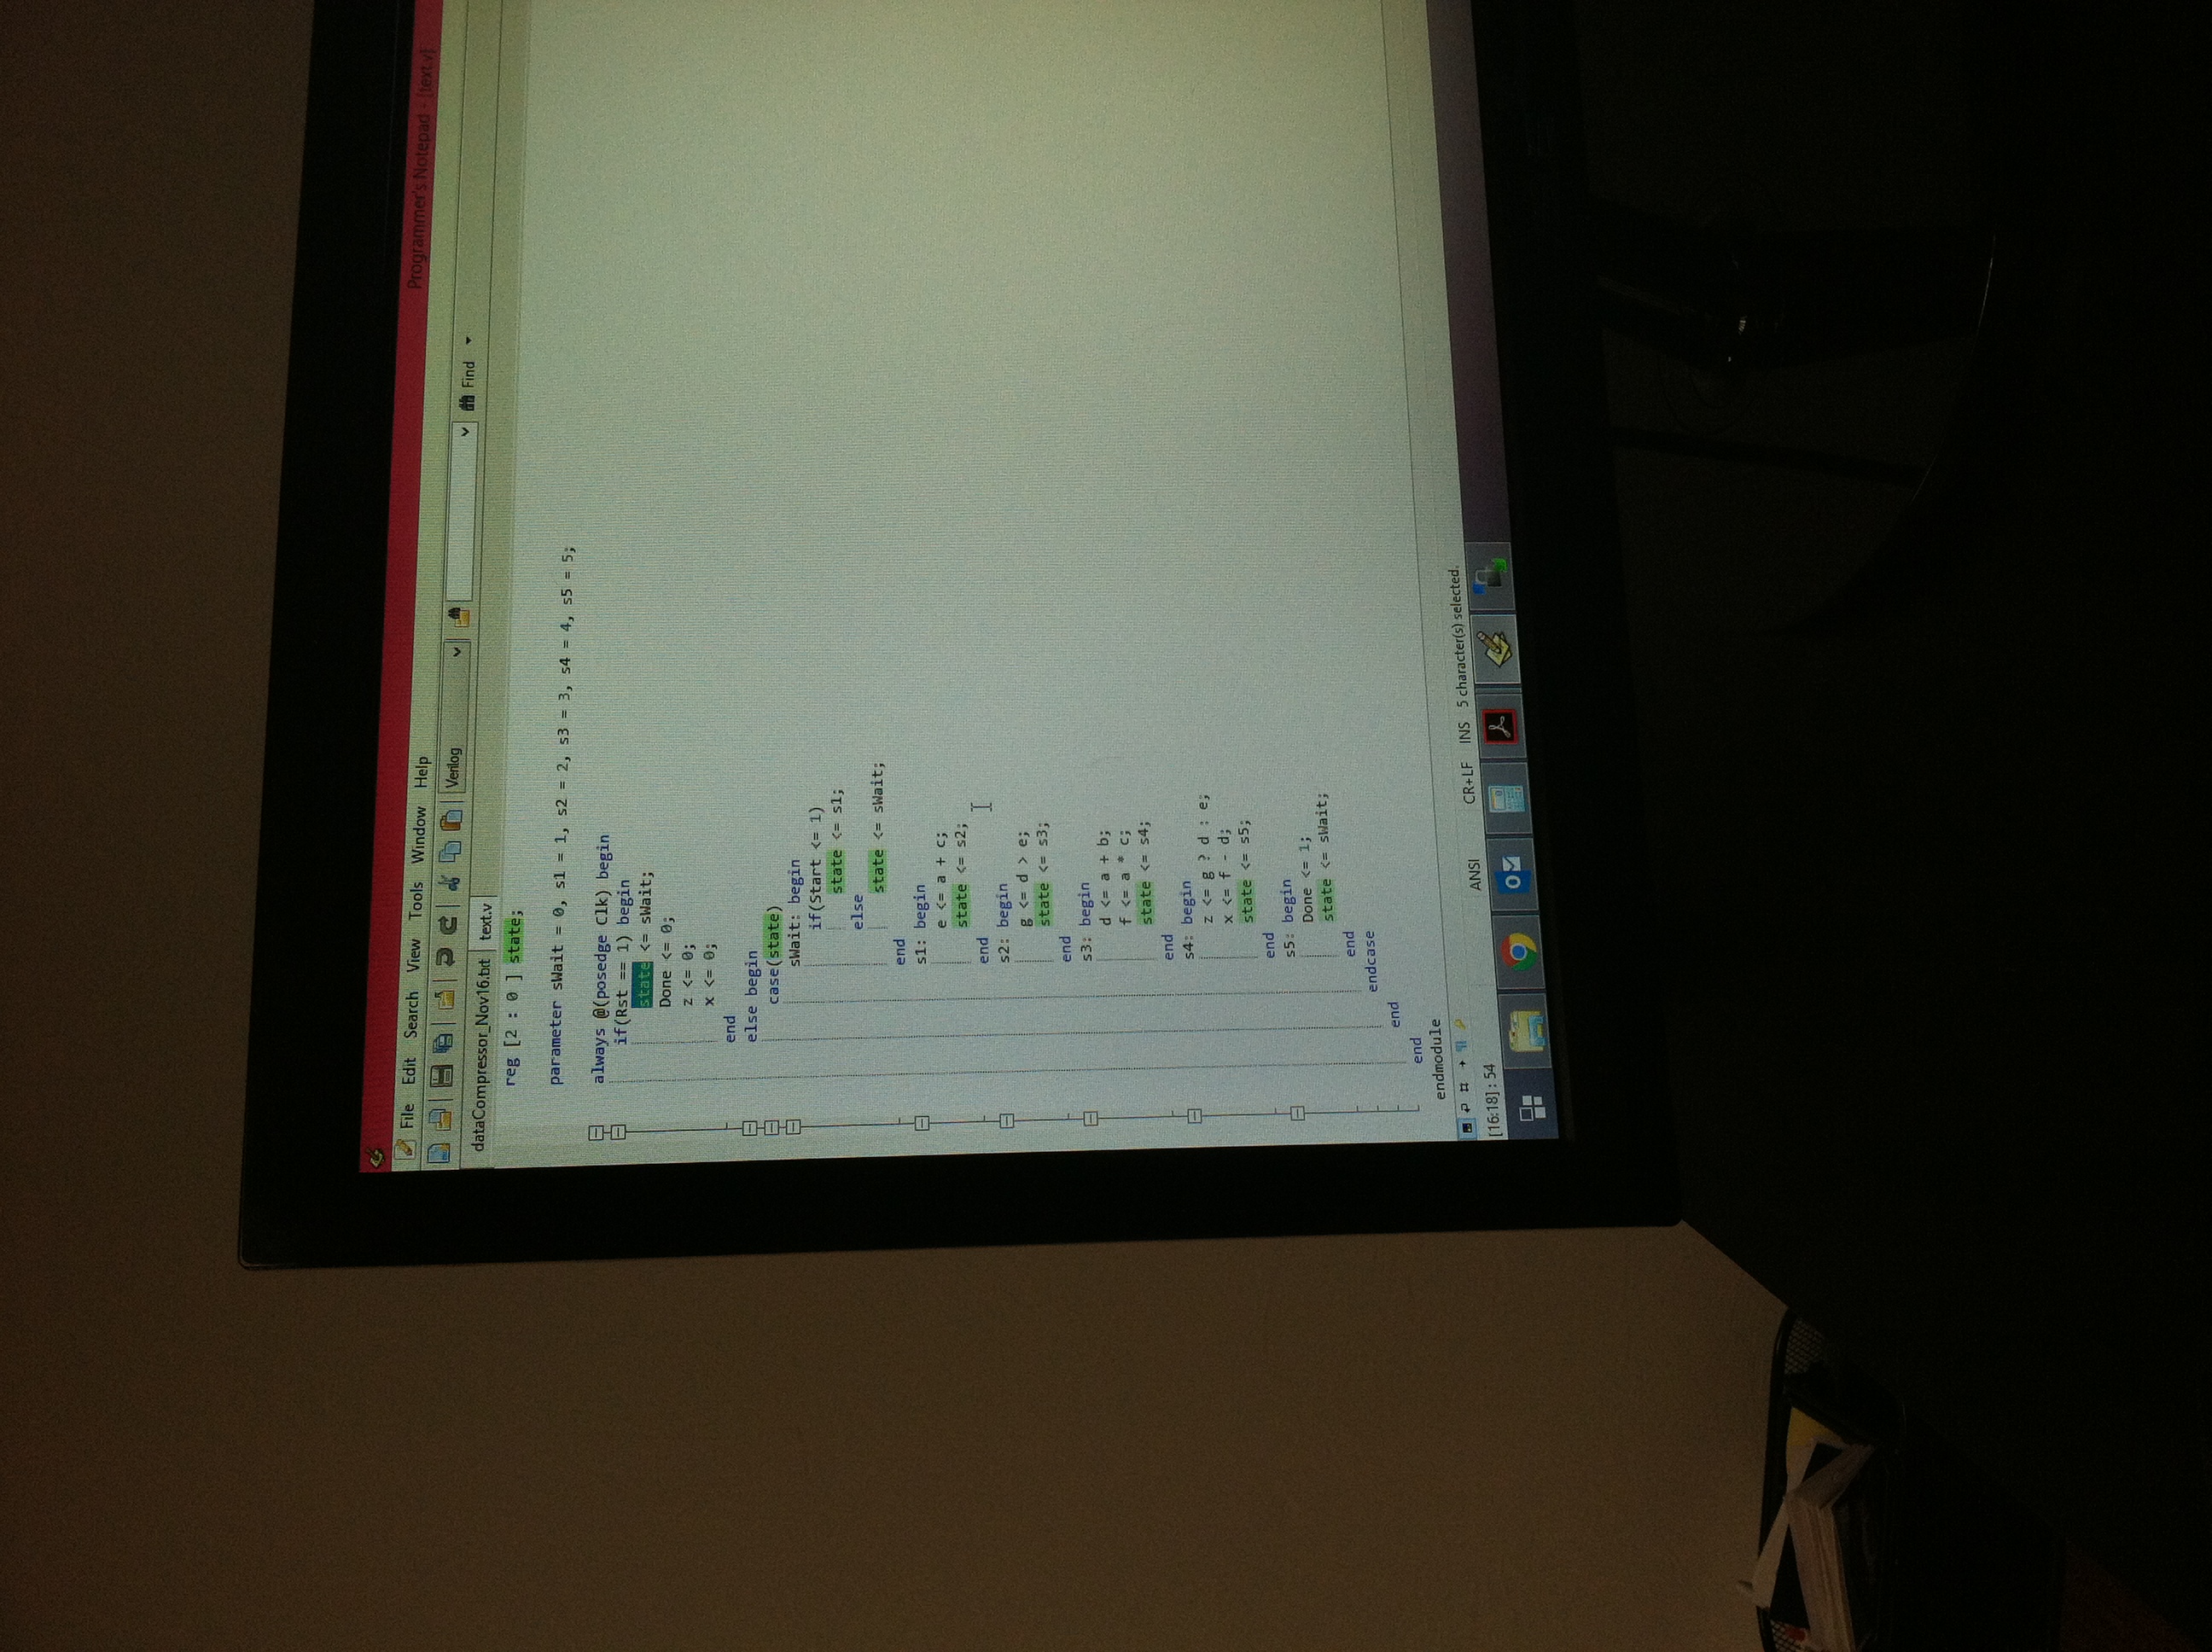 Programmer's Notepad - [text.v]
File Edit Search View Tools Window Help
Verilog Find
dataCompressor_Nov16.txt text.v
reg [2 : 0 ] state;
parameter sWait = 0, s1 = 1, s2 = 2, s3 = 3, s4 = 4, s5 = 5;
always @(posedge Clk) begin
if(Rst == 1) begin
state <= sWait;
Done <= 0;
z <= 0;
x <= 0;
end
else begin
case(state)
sWait: begin
if(Start <= 1)
state <= s1;
else
state <= sWait;
end
s1: begin
e <= a + c;
state <= s2;
end
s2: begin
g <= d > e;
state <= s3;
end
s3: begin
d <= a + b;
f <= a * c;
state <= s4;
end
s4: begin
z <= g ? d : e;
x <= f - d;
state <= s5;
end
s5: begin
Done <= 1;
state <= sWait;
end
endcase
end
end
endmodule
[16:18] : 54 ANSI CR+LF INS 5 character(s) selected.